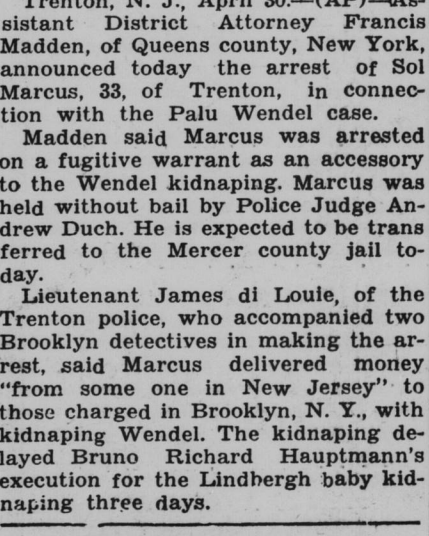 Trenton, N. J., April 30.—(AP)—As-
sistant District Attorney Francis
Madden, of Queens county, New York,
announced today the arrest of Sol
Marcus, 33, of Trenton, in connec-
tion with the Palu Wendel case.
Madden said Marcus was arrested
on a fugitive warrant as an accessory
to the Wendel kidnaping. Marcus was
held without bail by Police Judge An-
drew Duch. He is expected to be trans
ferred to the Mercer county jail to-
day.
Lieutenant James di Louie, of the
Trenton police, who accompanied two
Brooklyn detectives in making the ar-
rest, said Marcus delivered money
“from some one in New Jersey” to
those charged in Brooklyn, N. Y., with
kidnaping Wendel. The kidnaping de-
layed Bruno Richard Hauptmann's
execution for the Lindbergh baby kid-
naping three days.